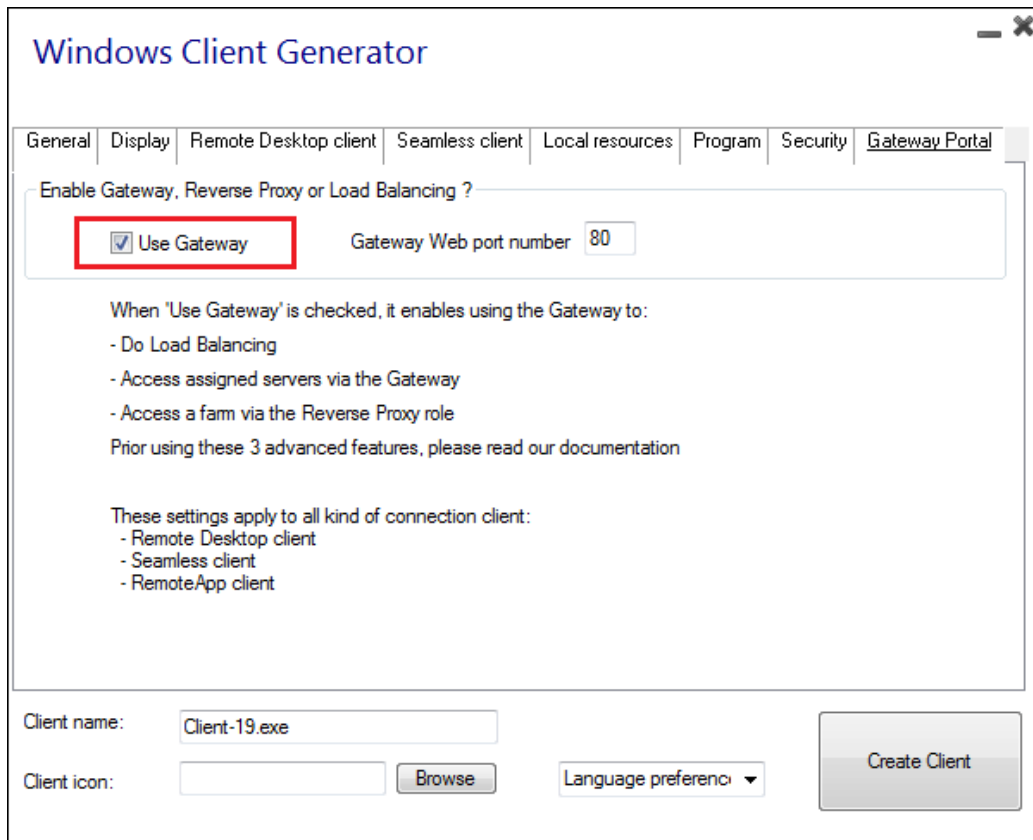 Windows Client Generator
General Display Remote Desktop client Seamless client Local resources Program Security Gateway Portal
Enable Gateway, Reverse Proxy or Load Balancing ?
Use Gateway Gateway Web port number 80
When 'Use Gateway' is checked, it enables using the Gateway to:
- Do Load Balancing
- Access assigned servers via the Gateway
- Access a farm via the Reverse Proxy role
Prior using these 3 advanced features, please read our documentation
These settings apply to all kind of connection client:
- Remote Desktop client
- Seamless client
- RemoteApp client
Client name: Client-19.exe
Create Client
Client icon: Browse Language preferenc